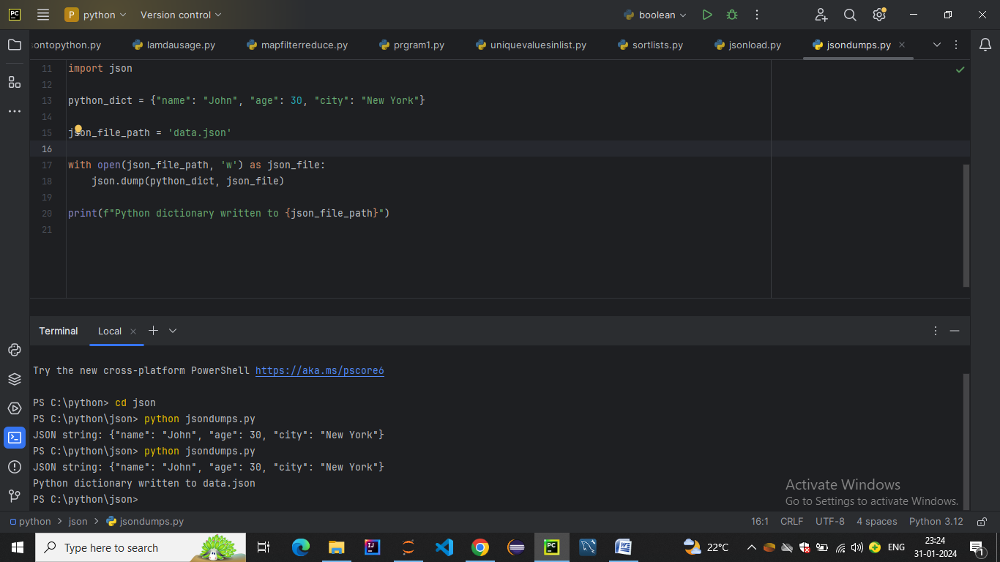 PC P python Version control boolean
ontopython.py lamdausage.py mapfilterreduce.py prgram1.py uniquevaluesinlist.py sortlists.py jsonload.py jsondumps.py
11 import json
12
13 python_dict = {"name": "John", "age": 30, "city": "New York"}
14
15 json_file_path = 'data.json'
16
17 with open(json_file_path, 'w') as json_file:
18     json.dump(python_dict, json_file)
19
20 print(f"Python dictionary written to {json_file_path}")
21
Terminal Local
Try the new cross-platform PowerShell https://aka.ms/pscore6
PS C:\python> cd json
PS C:\python\json> python jsondumps.py
JSON string: {"name": "John", "age": 30, "city": "New York"}
PS C:\python\json> python jsondumps.py
JSON string: {"name": "John", "age": 30, "city": "New York"}
Python dictionary written to data.json
PS C:\python\json>
Activate Windows
Go to Settings to activate Windows.
python > json > jsondumps.py 16:1 CRLF UTF-8 4 spaces Python 3.12
Type here to search IJ PC 22°C ENG 23:24
31-01-2024 1